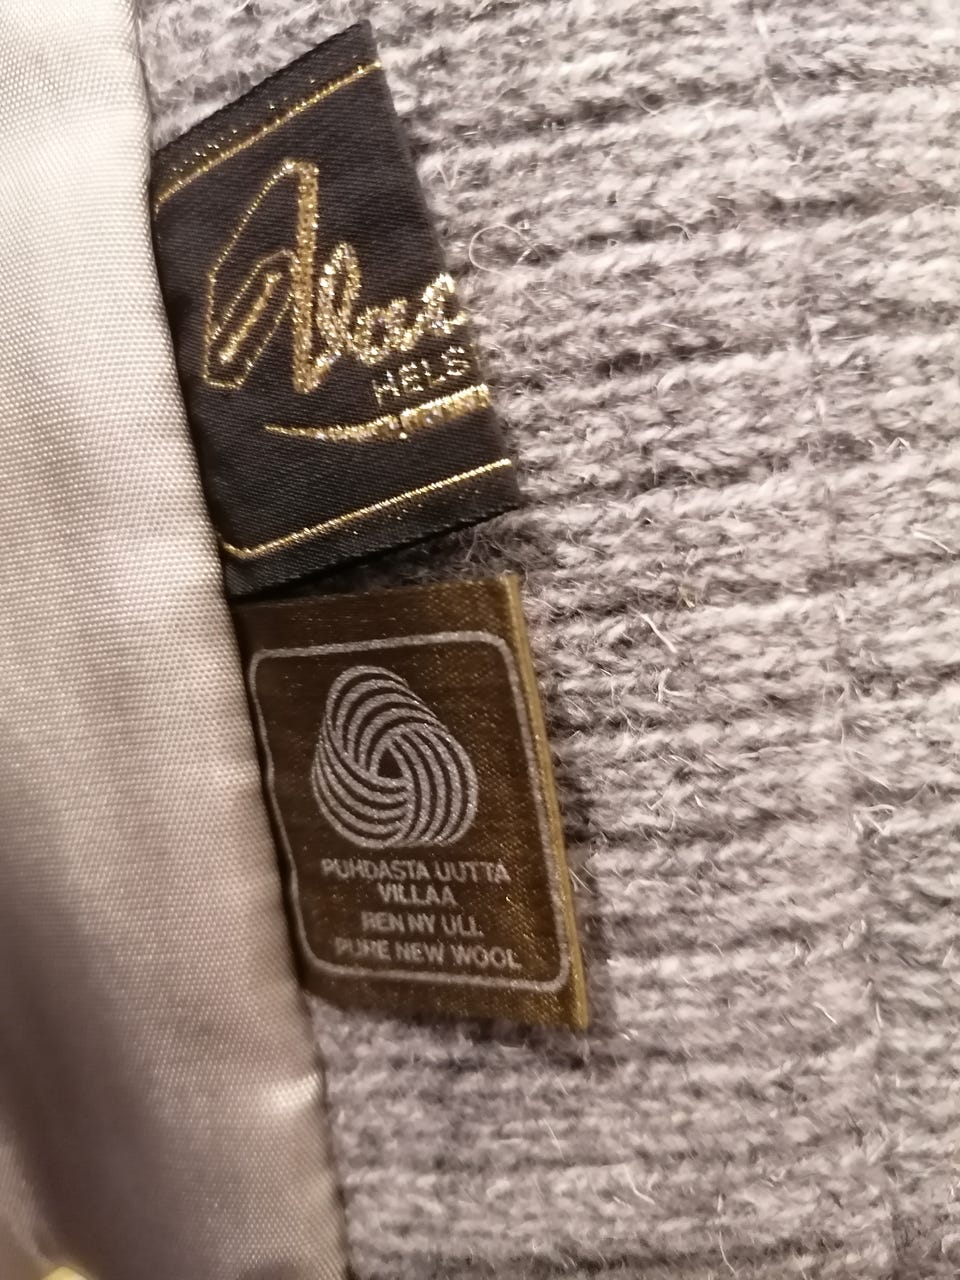 HELS
PUHDASTA UUTTA
VILLAA
REN NY ULL
PURE NEW WOOL